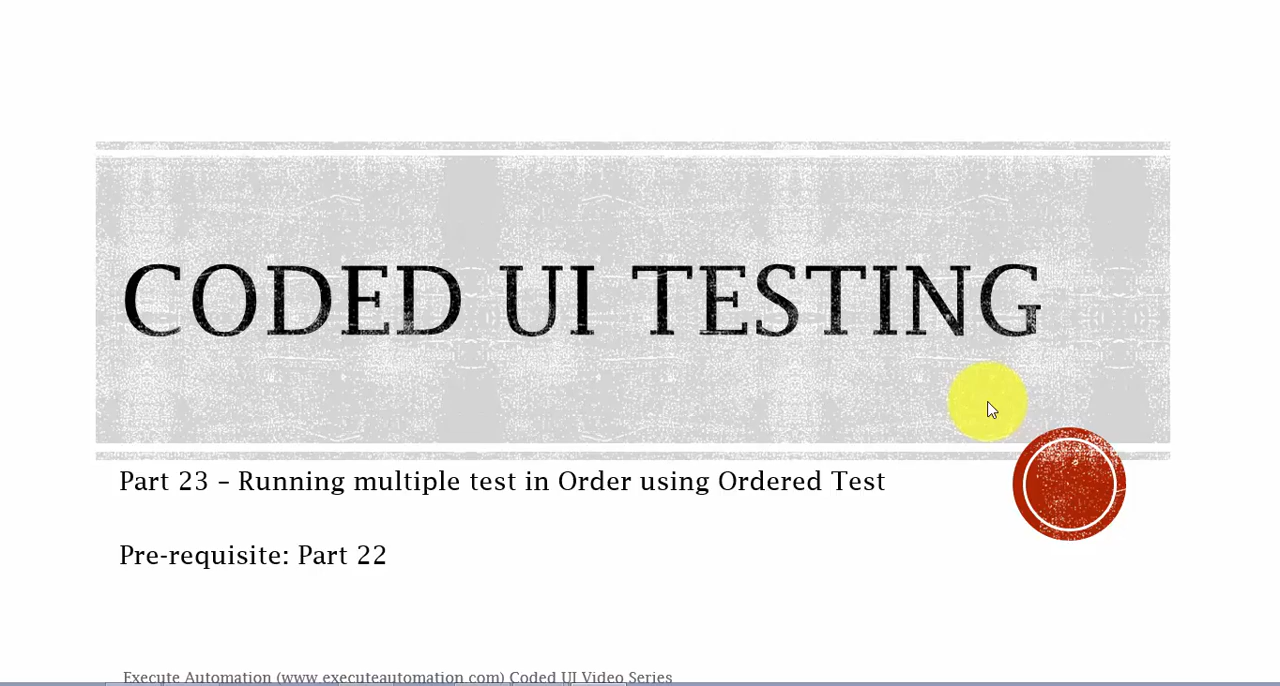 CODED UI TESTING
Part 23 – Running multiple test in Order using Ordered Test
Pre-requisite: Part 22
Execute Automation (www.executeautomation.com) Coded UI Video Series